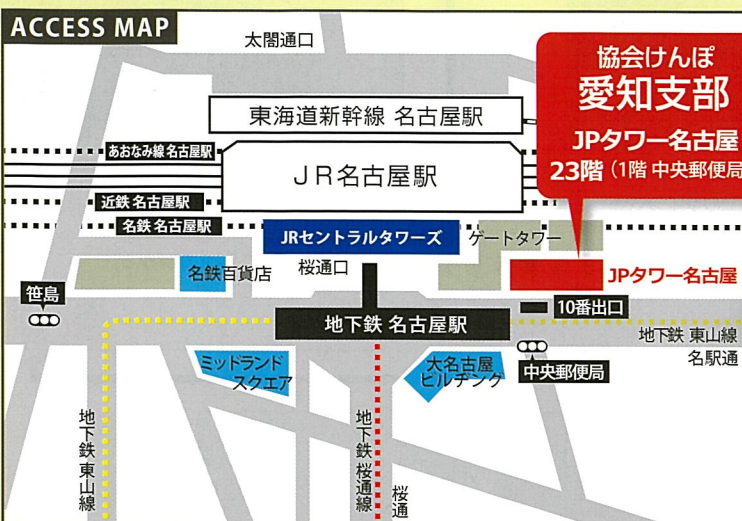 ACCESS MAP
太閤通口
協会けんぽ
愛知支部
JPタワー名古屋
23階（1階 中央郵便局
東海道新幹線 名古屋駅
あおなみ線 名古屋駅
JR名古屋駅
近鉄 名古屋駅
名鉄 名古屋駅
JRセントラルタワーズ
ゲートタワー
名鉄百貨店
桜通口
JPタワー名古屋
笹島
10番出口
地下鉄 名古屋駅
地下鉄 東山線
名駅通
ミッドランド
スクエア
大名古屋
ビルヂング
中央郵便局
地下鉄 東山線
地下鉄 桜通線
桜通